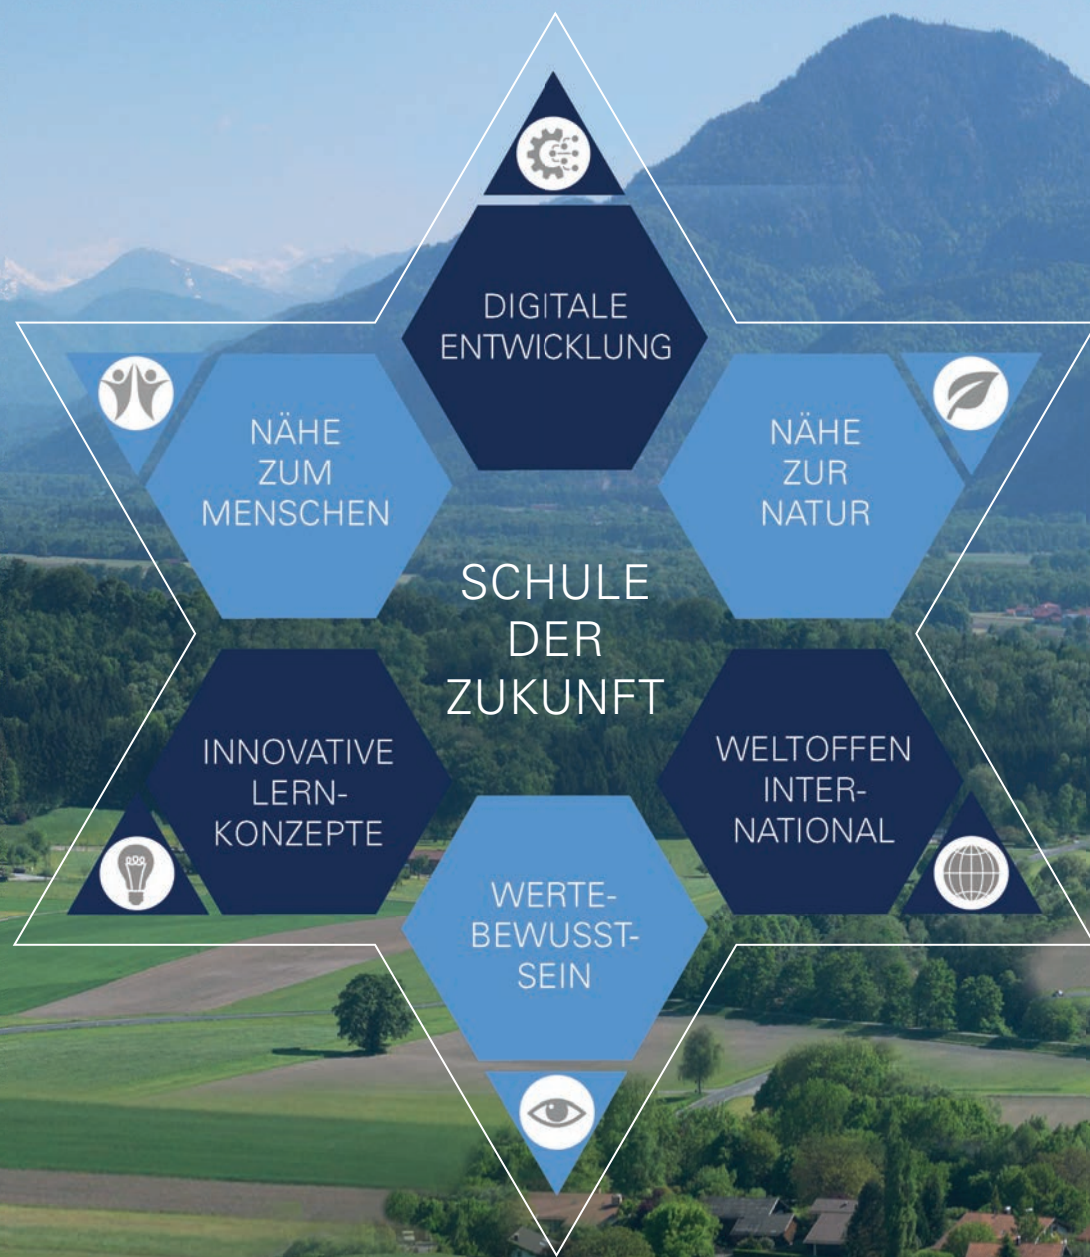 DIGITALE
ENTWICKLUNG
NÄHE
ZUM
MENSCHEN
NÄHE
ZUR
NATUR
SCHULE
DER
ZUKUNFT
INNOVATIVE
LERN-
KONZEPTE
WELTOFFEN
INTER-
NATIONAL
WERTE-
BEWUSST-
SEIN